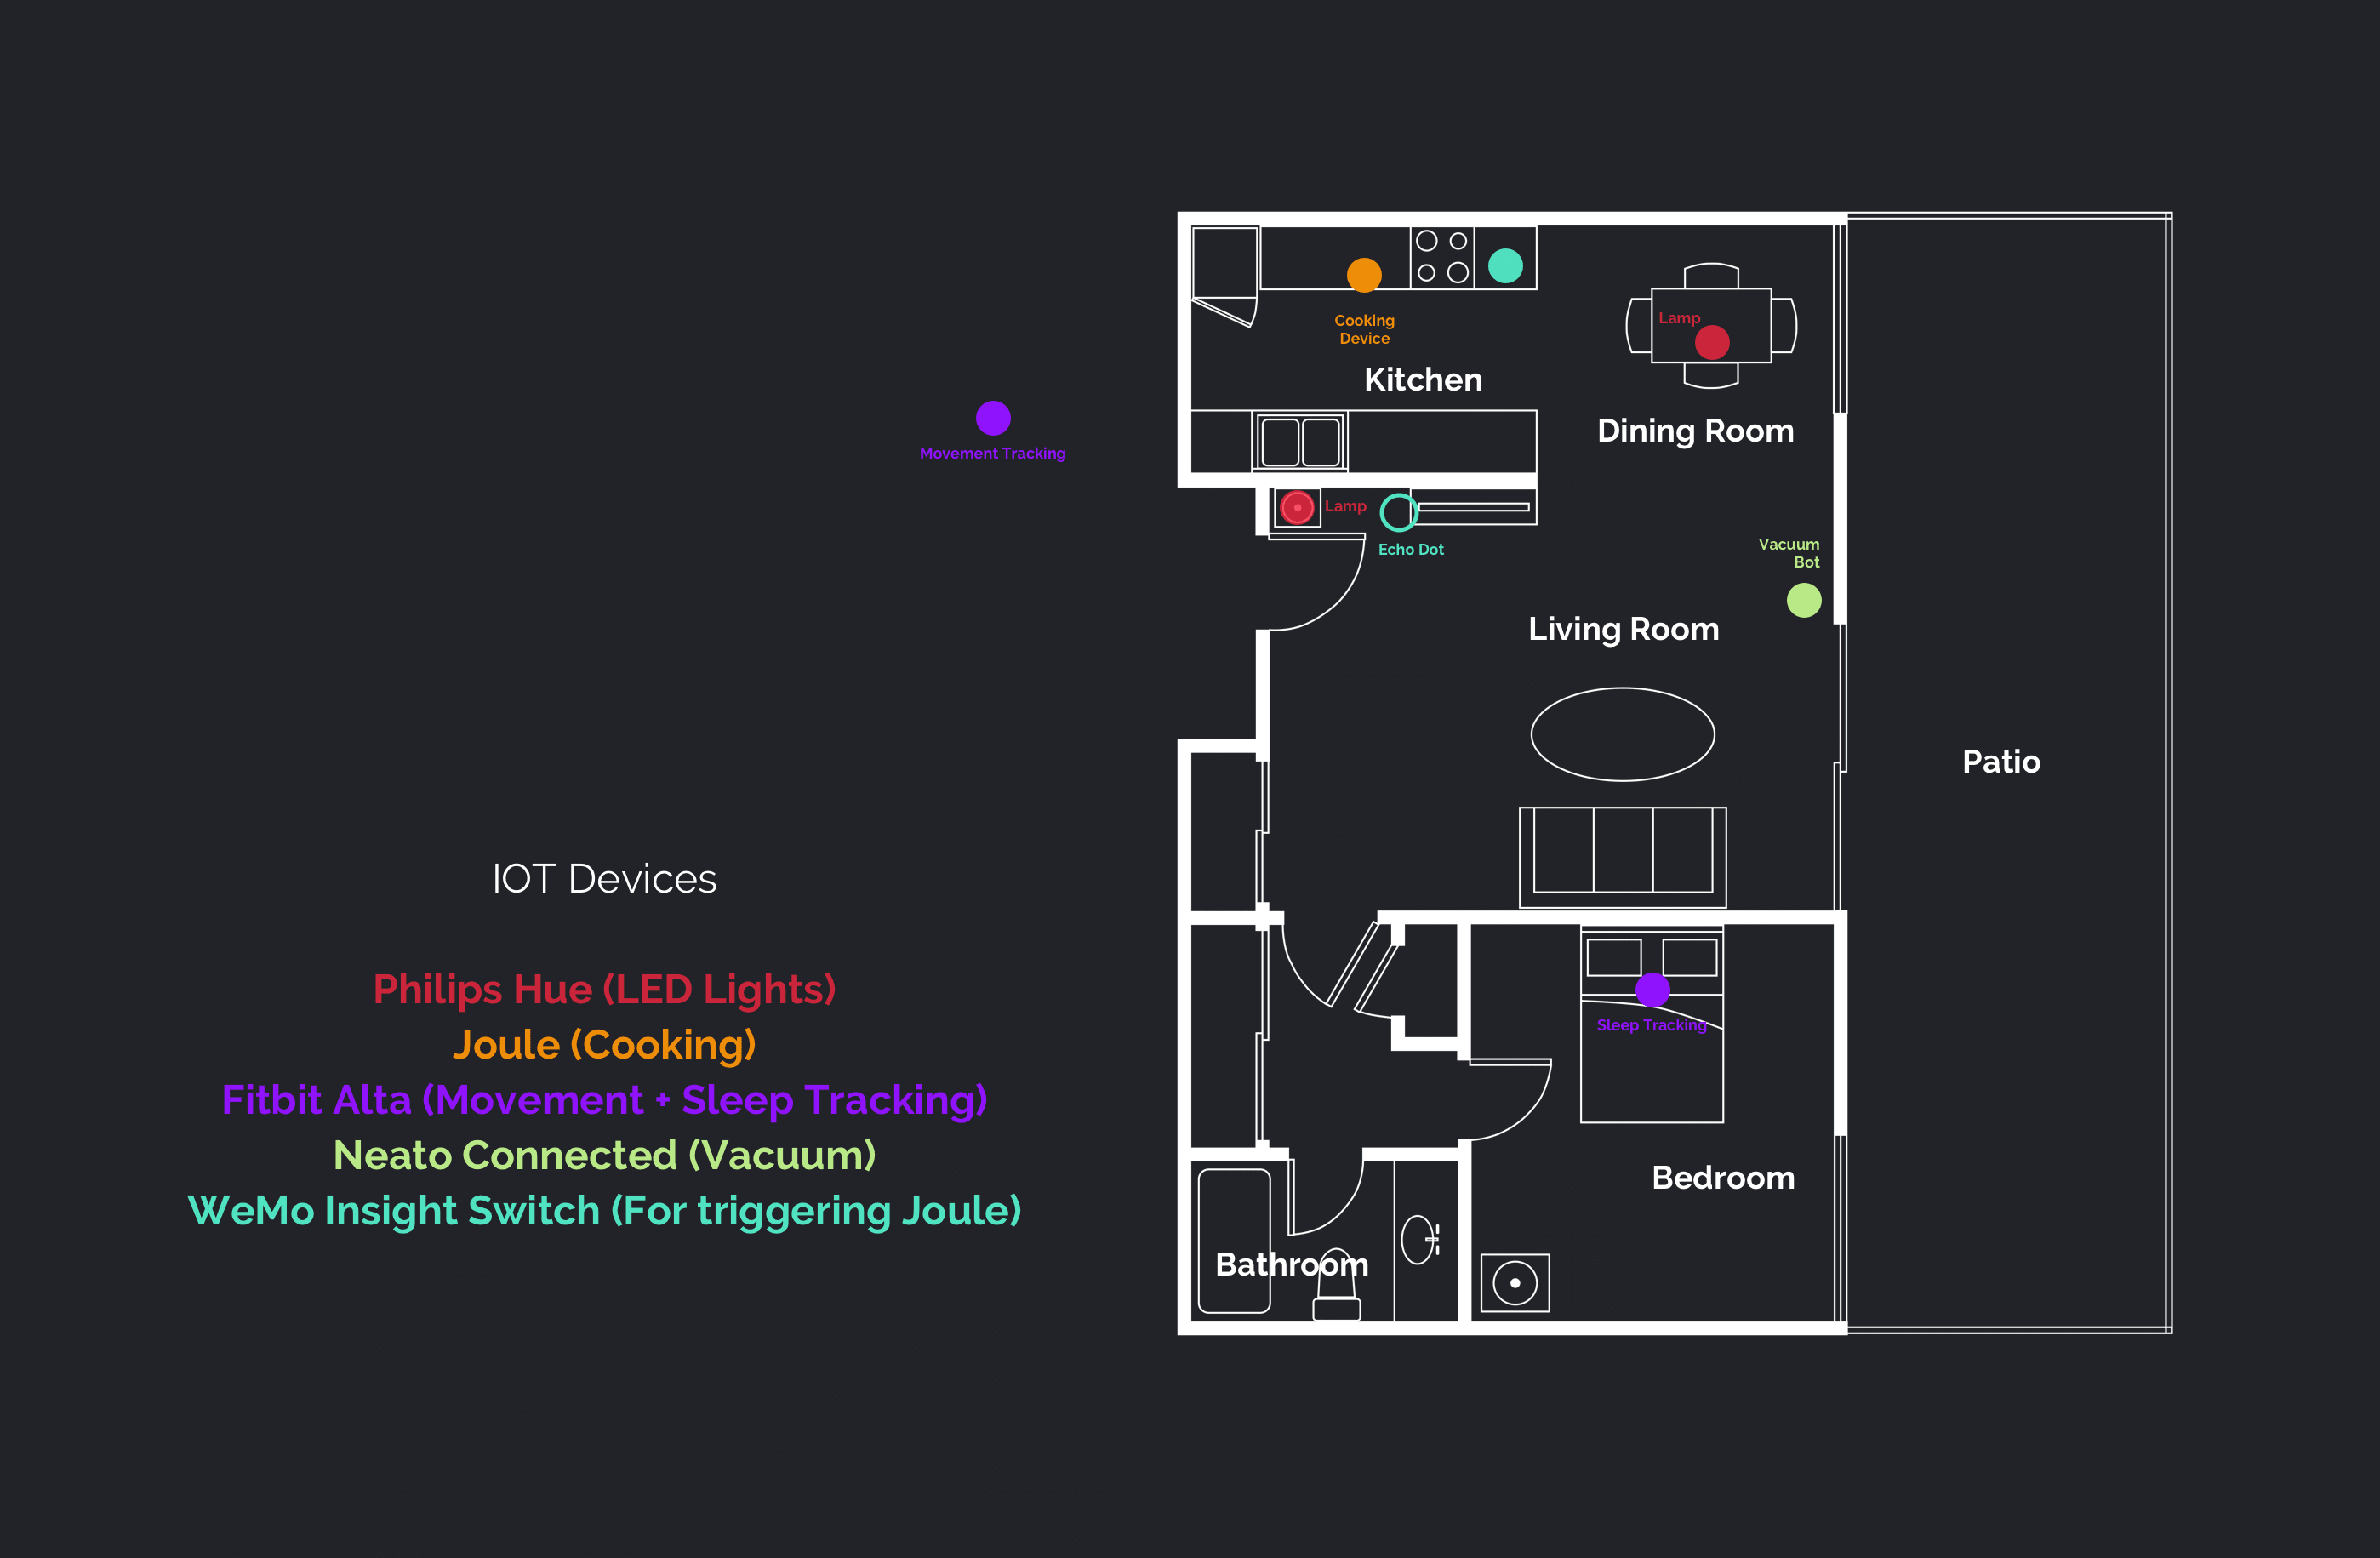 Cooking
Device
Lamp
Kitchen
Dining Room
Movement Tracking
Lamp
Echo Dot
Vacuum
Bot
Living Room
Patio
IOT Devices
Philips Hue (LED Lights)
Joule (Cooking)
Fitbit Alta (Movement + Sleep Tracking)
Neato Connected (Vacuum)
WeMo Insight Switch (For triggering Joule)
Sleep Tracking
Bedroom
Bathroom